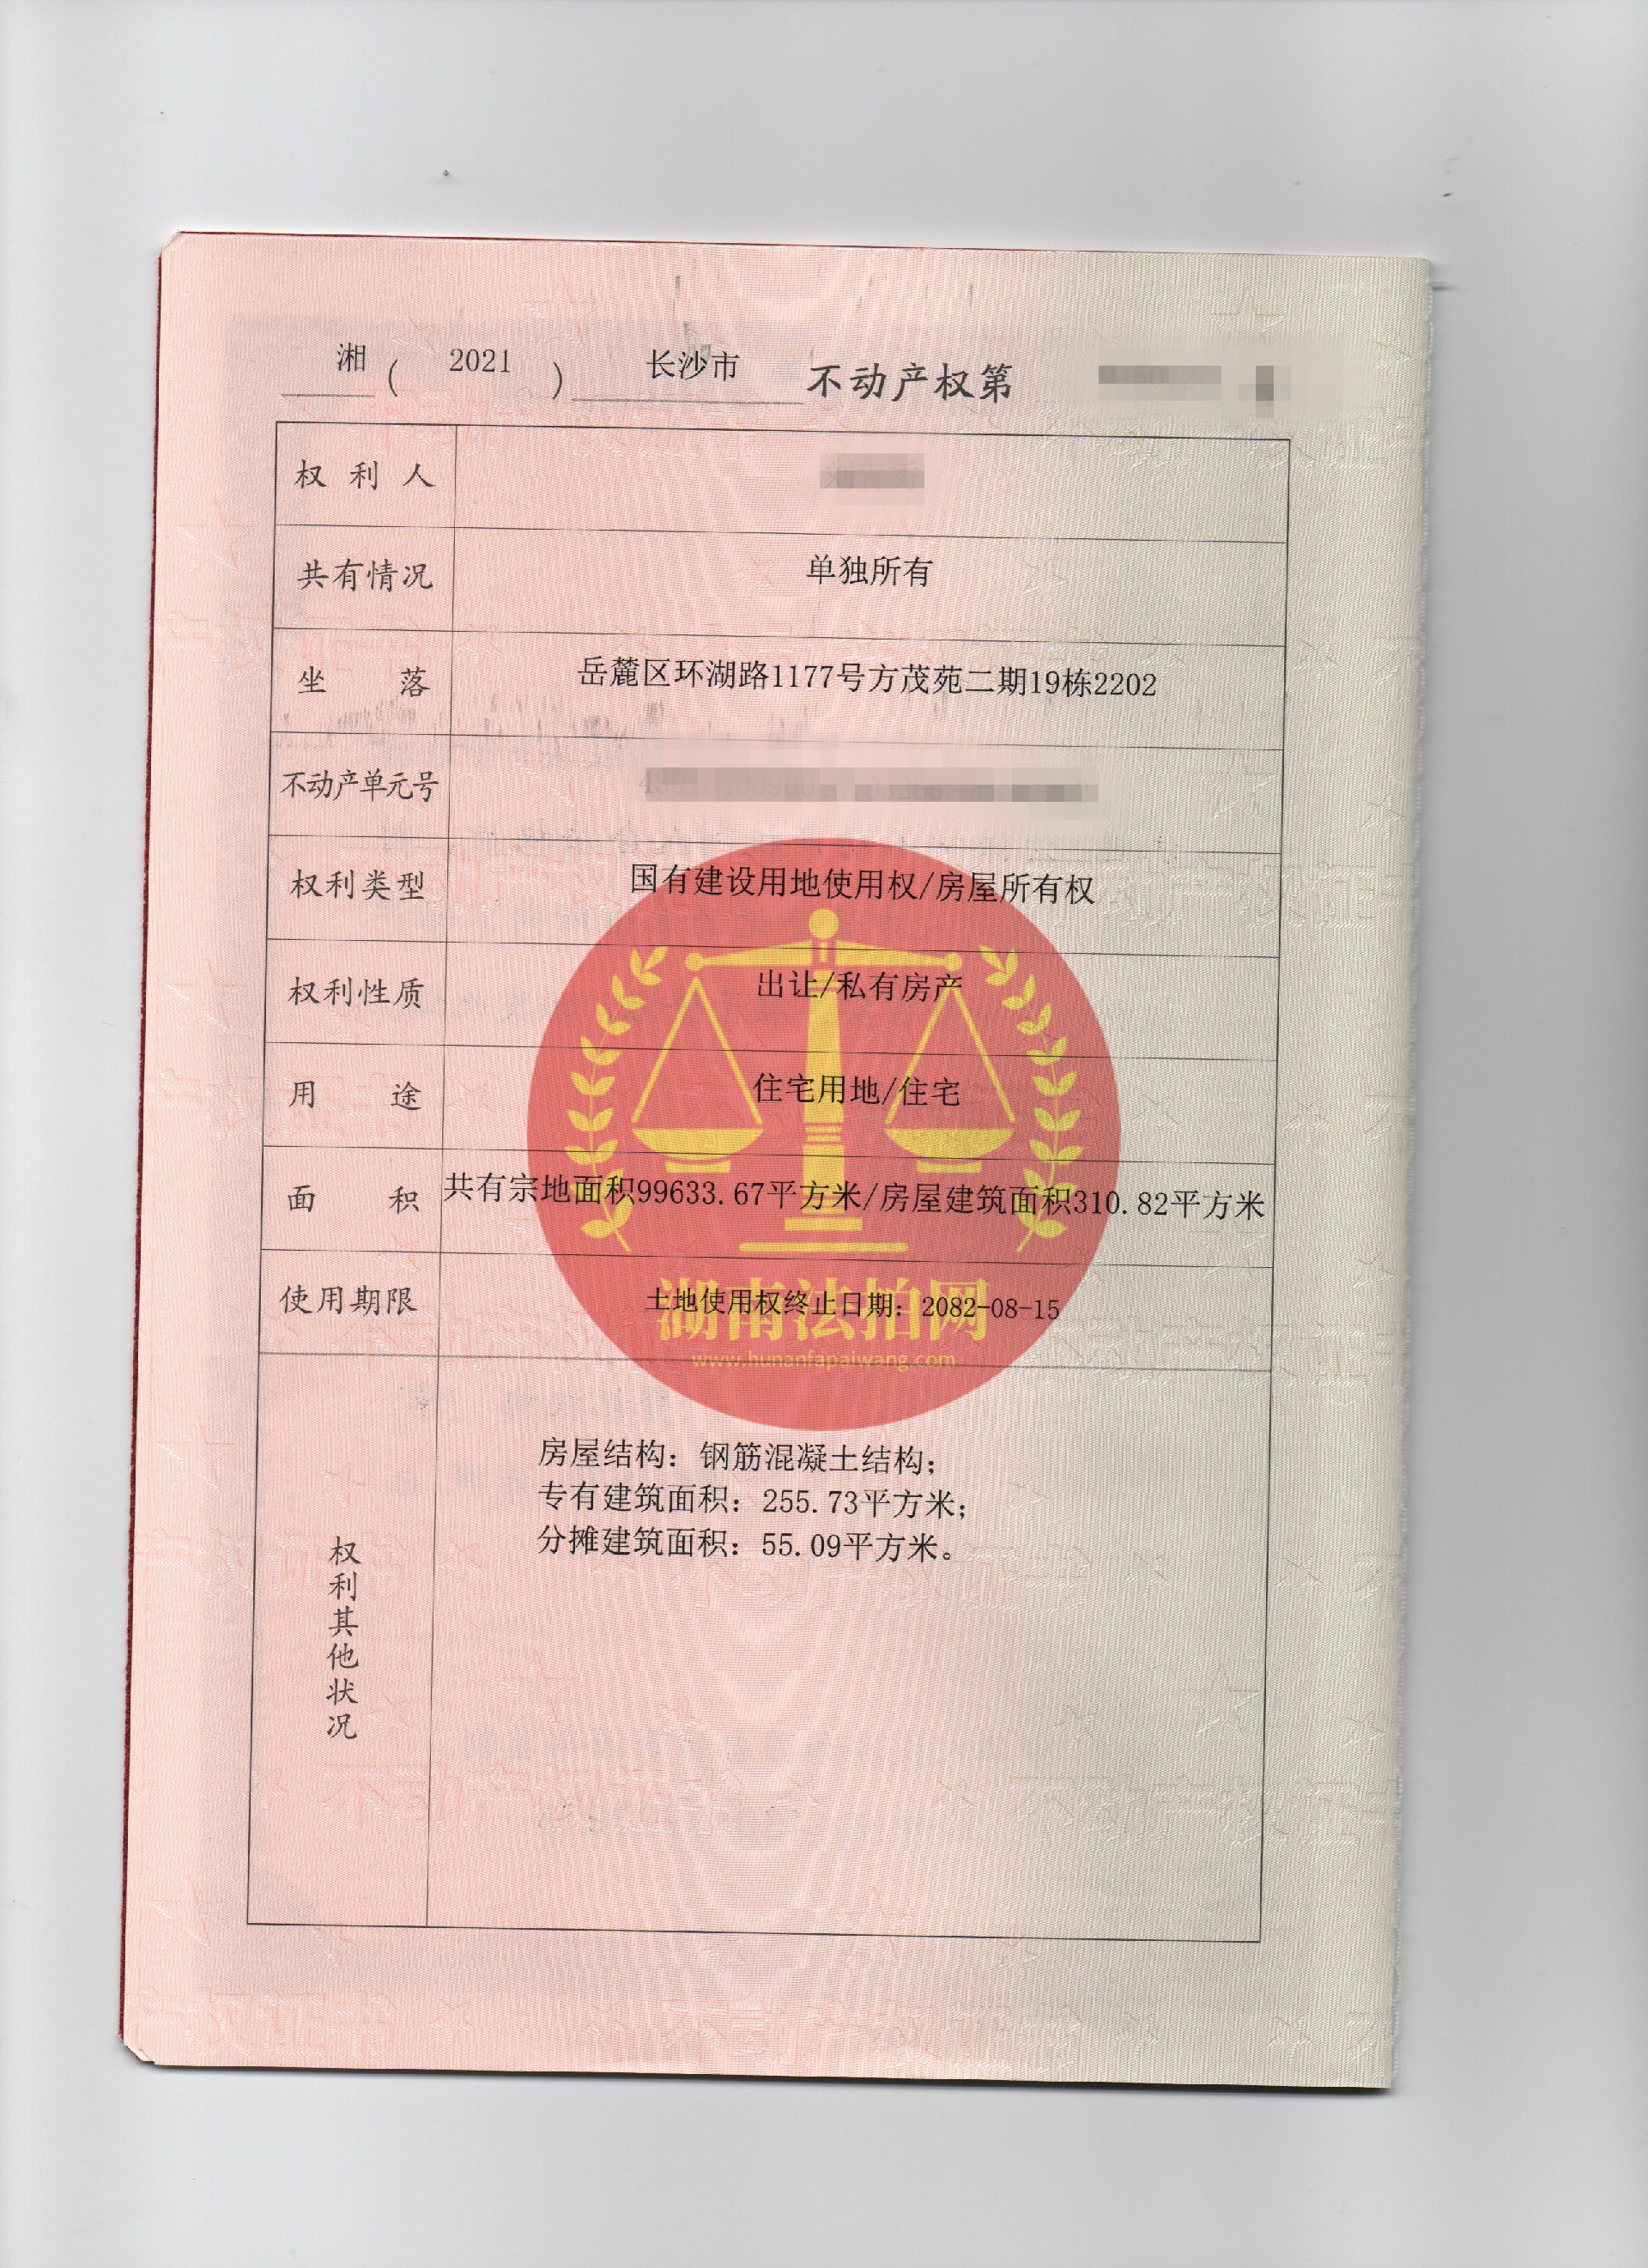 湘 ( 2021 ) 长沙市 不动产权第
权利人
共有情况 单独所有
坐落 岳麓区环湖路1177号方茂苑二期19栋2202
不动产单元号
权利类型 国有建设用地使用权/房屋所有权
权利性质 出让/私有房产
用途 住宅用地/住宅
面积 共有宗地面积99633.67平方米/房屋建筑面积310.82平方米
使用期限 土地使用权终止日期：2082-08-15
湖南法拍网
www.hunanfapaiwang.com
权利其他状况
房屋结构：钢筋混凝土结构；
专有建筑面积：255.73平方米；
分摊建筑面积：55.09平方米。